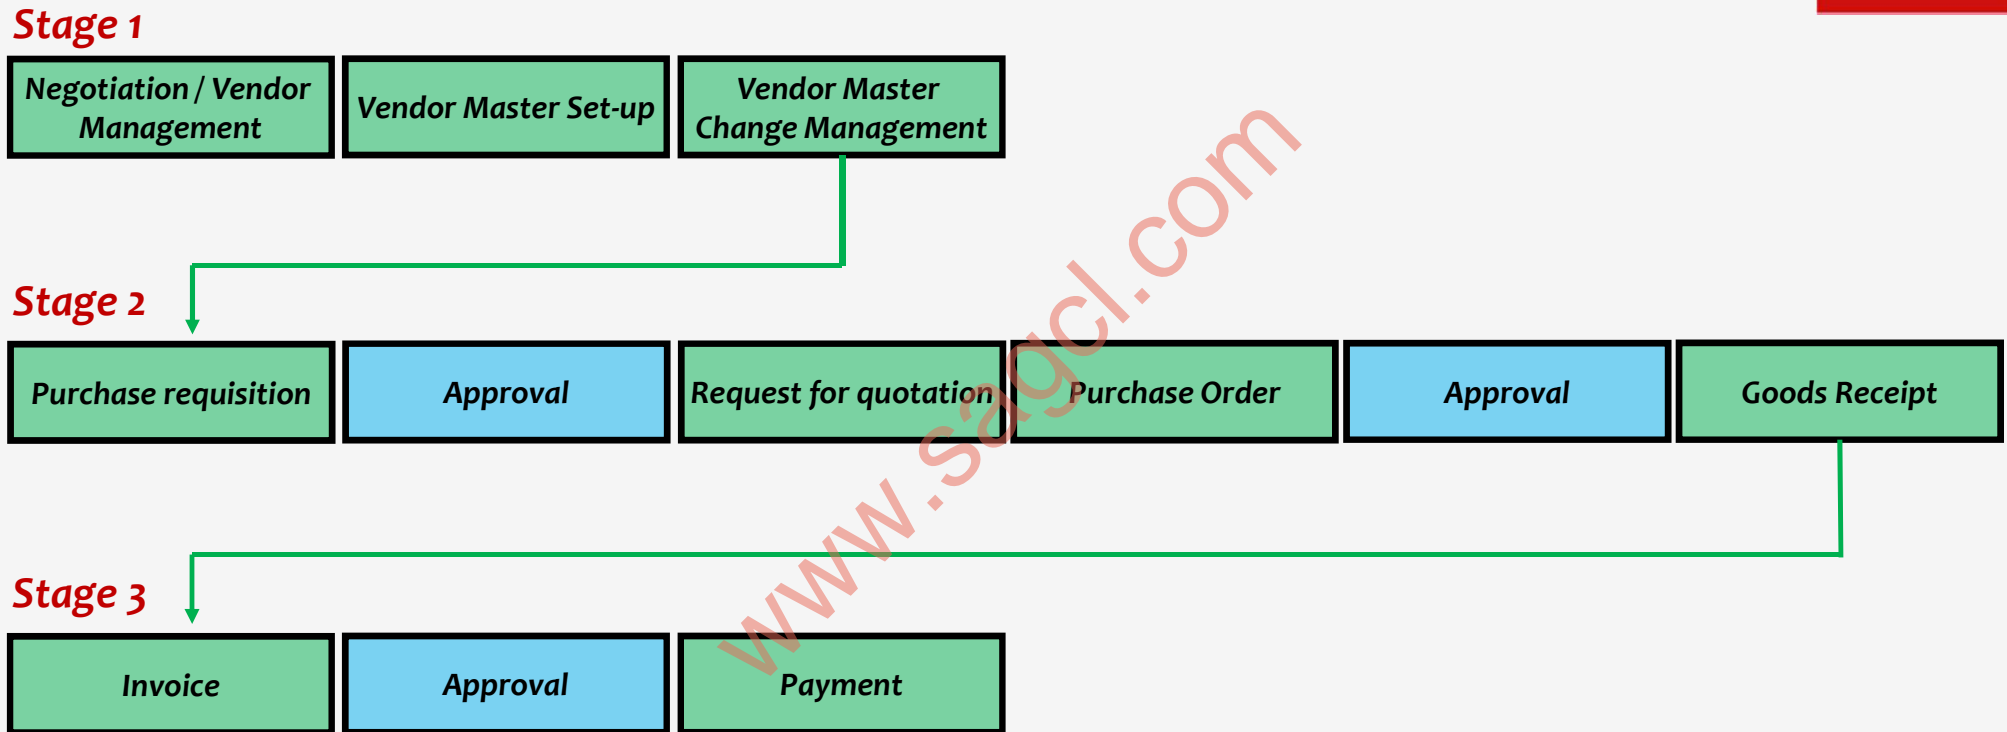 Stage 1
Negotiation / Vendor
Management
Vendor Master Set-up
Vendor Master
Change Management
Stage 2
Purchase requisition
Approval
Request for quotation
Purchase Order
Approval
Goods Receipt
Stage 3
Invoice
Approval
Payment
www.sagcl.com